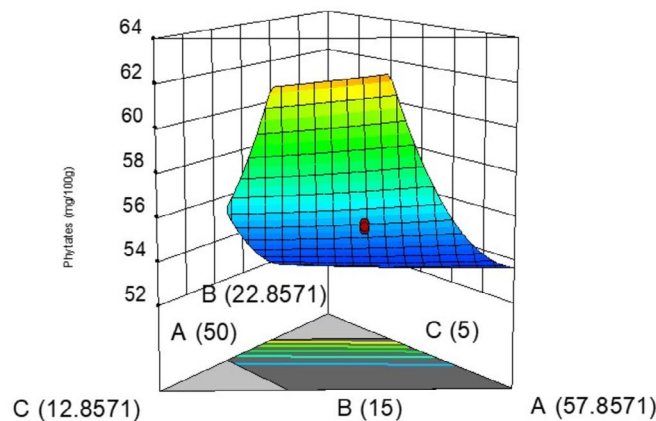 64
62
60
58
56
54
52
Phytates (mg/100g)
B (22.8571)
A (50)
C (5)
C (12.8571)
B (15)
A (57.8571)